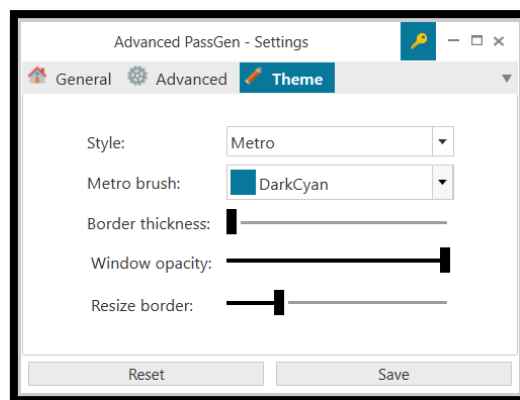 Advanced PassGen - Settings
General Advanced Theme
Style: Metro
Metro brush: DarkCyan
Border thickness:
Window opacity:
Resize border:
Reset Save